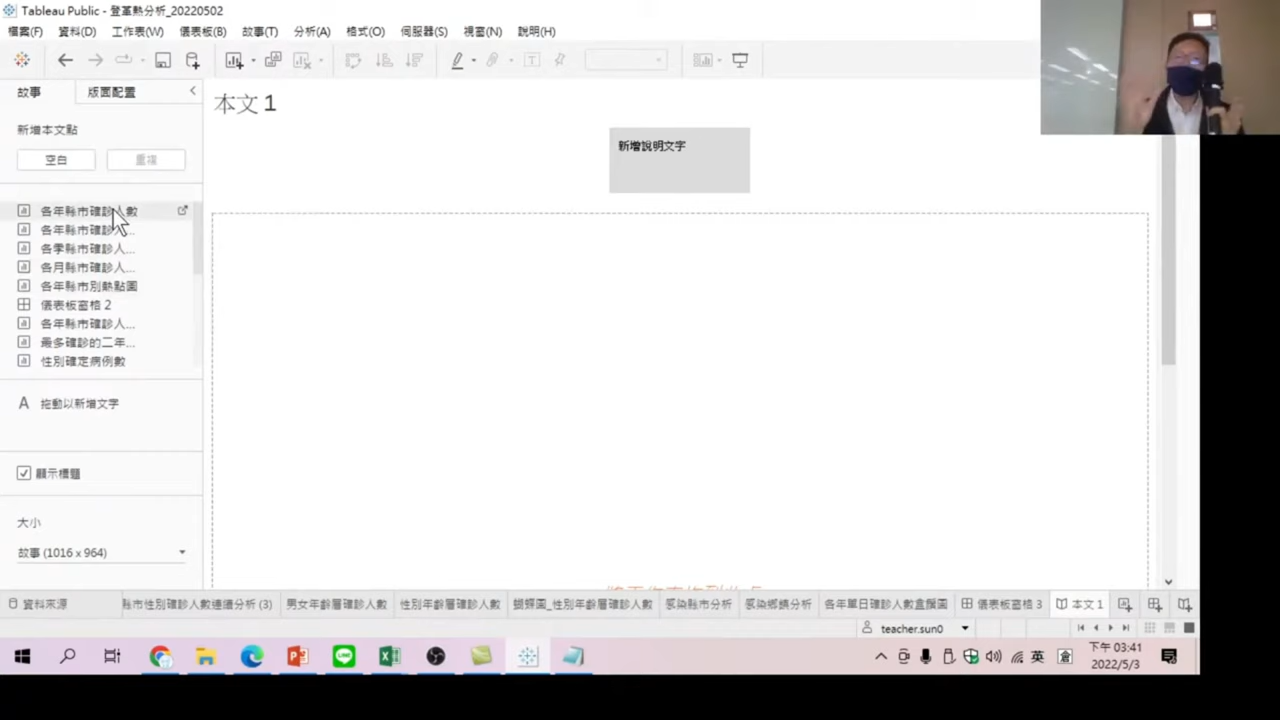 Tableau Public - 登革熱分析_20220502
檔案(F) 資料(D) 工作表(W) 儀表板(B) 故事(T) 分析(A) 格式(O) 伺服器(S) 視窗(N) 說明(H)
故事 版面配置
本文 1
新增本文點
新增說明文字
空白 重複
各年縣市確診人數
各年縣市確診人...
各季縣市確診人...
各月縣市確診人...
各年縣市別熱點圖
儀表板窗格 2
各年縣市確診人...
最多確診的二年...
性別確定病例數
A 拖動以新增文字
顯示標題
大小
故事 (1016 x 964)
資料來源 縣市性別確診人數連續分析 (3) 男女年齡層確診人數 性別年齡層確診人數 蝴蝶圖_性別年齡層確診人數 感染縣市分析 感染鄉鎮分析 各年單日確診人數盒鬚圖 儀表板窗格 3 本文 1
teacher.sun0
英 下午 03:41
2022/5/3